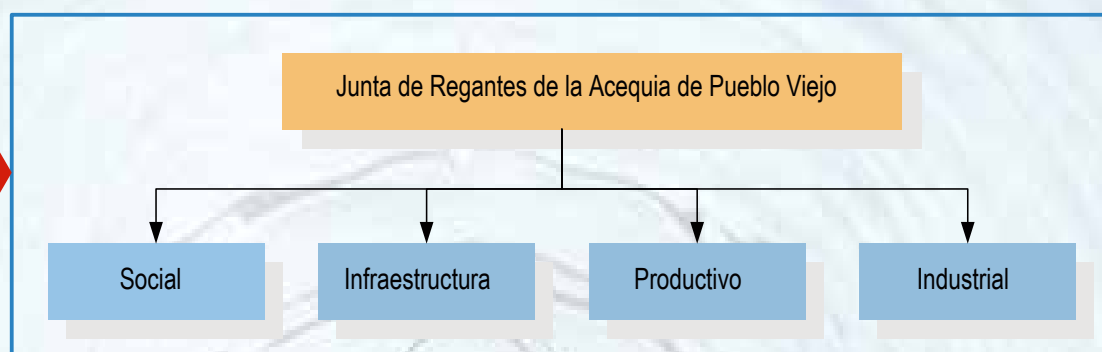 Junta de Regantes de la Acequia de Pueblo Viejo
Social
Infraestructura
Productivo
Industrial